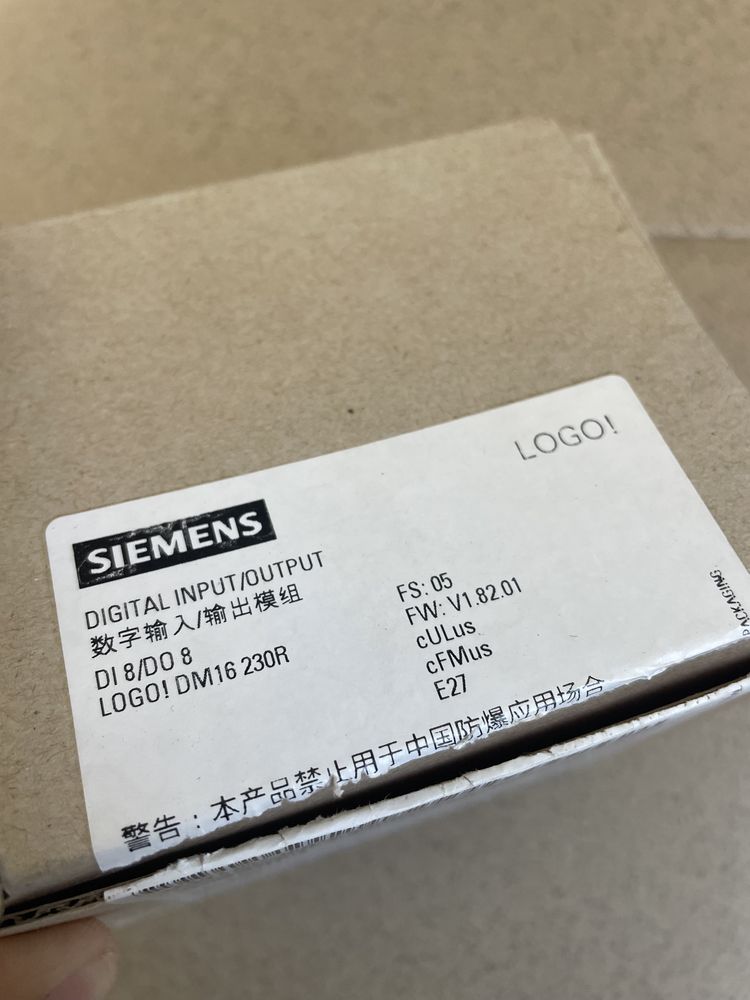 LOGO!
SIEMENS
DIGITAL INPUT/OUTPUT
数字输入/输出模组
DI 8/DO 8
LOGO! DM16 230R
FS: 05
FW: V1.82.01
cULus
cFMus
E27
警告：本产品禁止用于中国防爆应用场合
PACKAGING.